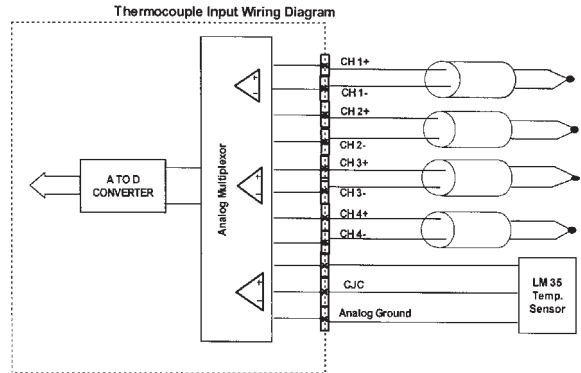 Thermocouple Input Wiring Diagram
CH 1+
CH 1-
CH 2+
CH 2-
CH 3+
CH 3-
CH 4+
CH 4-
CJC
Analog Ground
A TO D
CONVERTER
Analog Multiplexor
+
-
+
-
+
-
LM 35
Temp.
Sensor